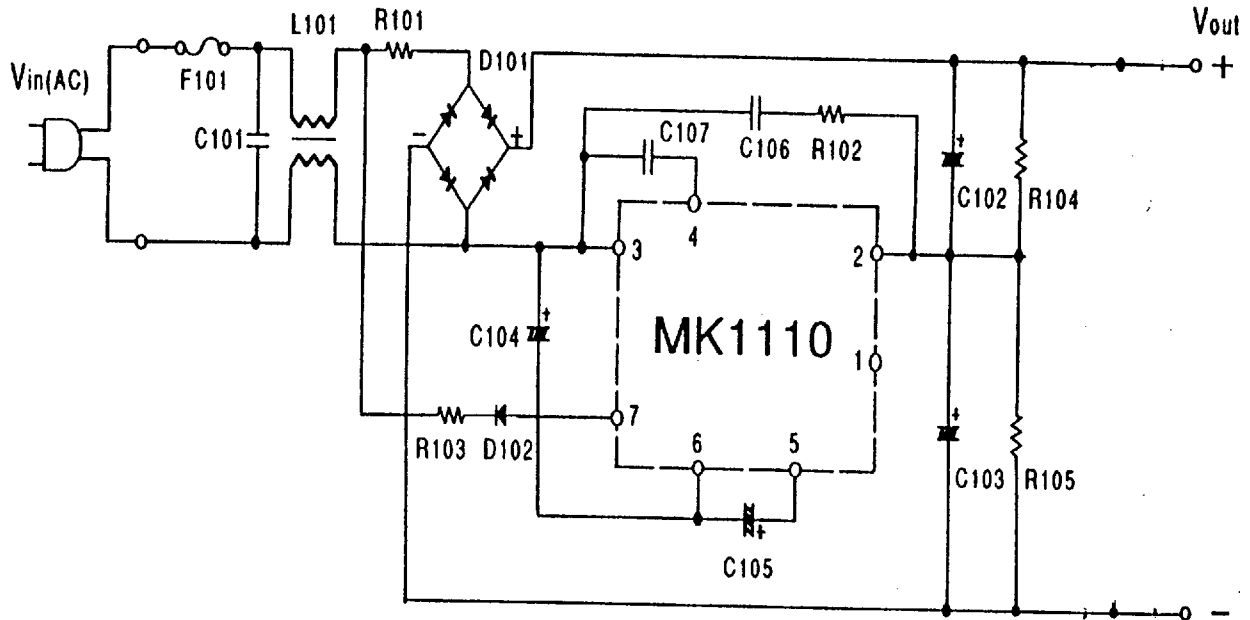 L101
R101
Vout
D101
Vin(AC)
F101
+
C101
-
+
C107
C106
R102
+
C102
R104
4
3
2
MK1110
+
C104
1
7
R103
D102
6
5
+
C103
R105
+
C105
-